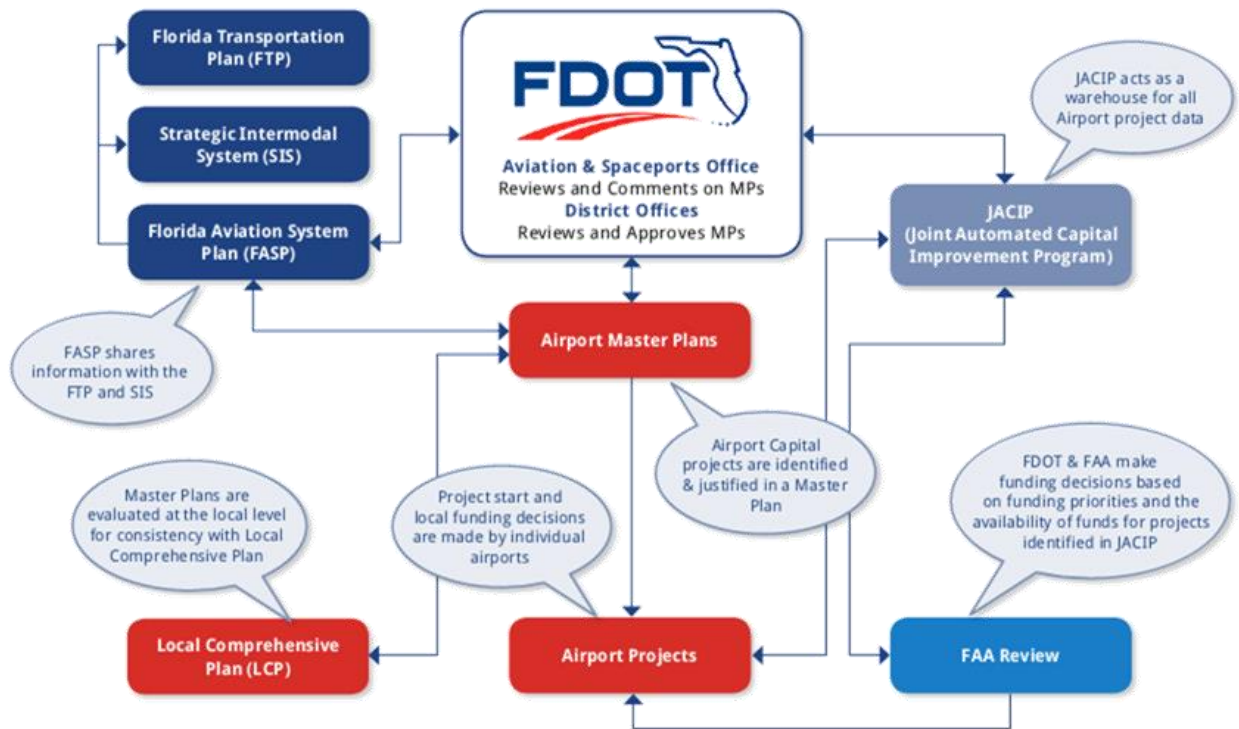 Florida Transportation
Plan (FTP)
Strategic Intermodal
System (SIS)
Florida Aviation System
Plan (FASP)
FASP shares
information with the
FTP and SIS
FDOT
Aviation & Spaceports Office
Reviews and Comments on MPs
District Offices
Reviews and Approves MPs
JACIP acts as a
warehouse for all
Airport project data
JACIP
(Joint Automated Capital
Improvement Program)
Airport Master Plans
Airport Capital
projects are identified
& justified in a Master
Plan
Master Plans are
evaluated at the local level
for consistency with Local
Comprehensive Plan
Project start and
local funding decisions
are made by individual
airports
FDOT & FAA make
funding decisions based
on funding priorities and the
availability of funds for projects
identified in JACIP
Local Comprehensive
Plan (LCP)
Airport Projects
FAA Review